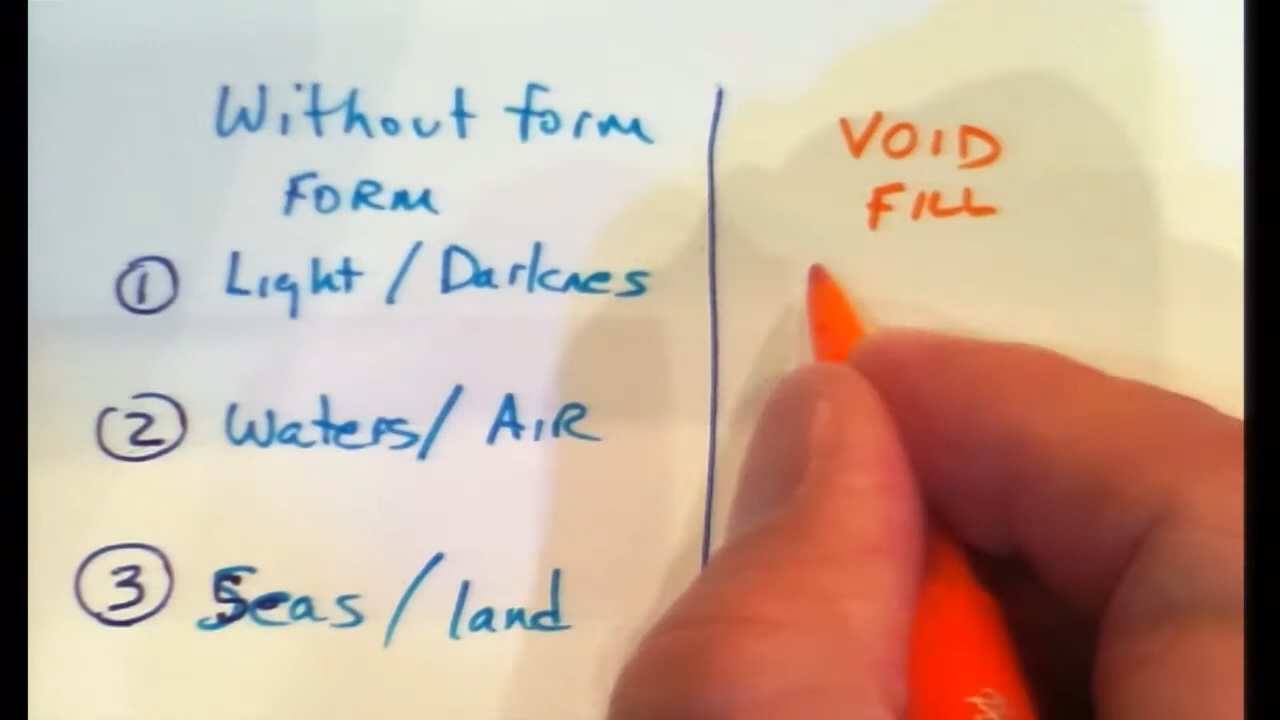 Without form
FORM
① Light / Darknes
② Waters / AIR
③ Seas / land
VOID
FILL